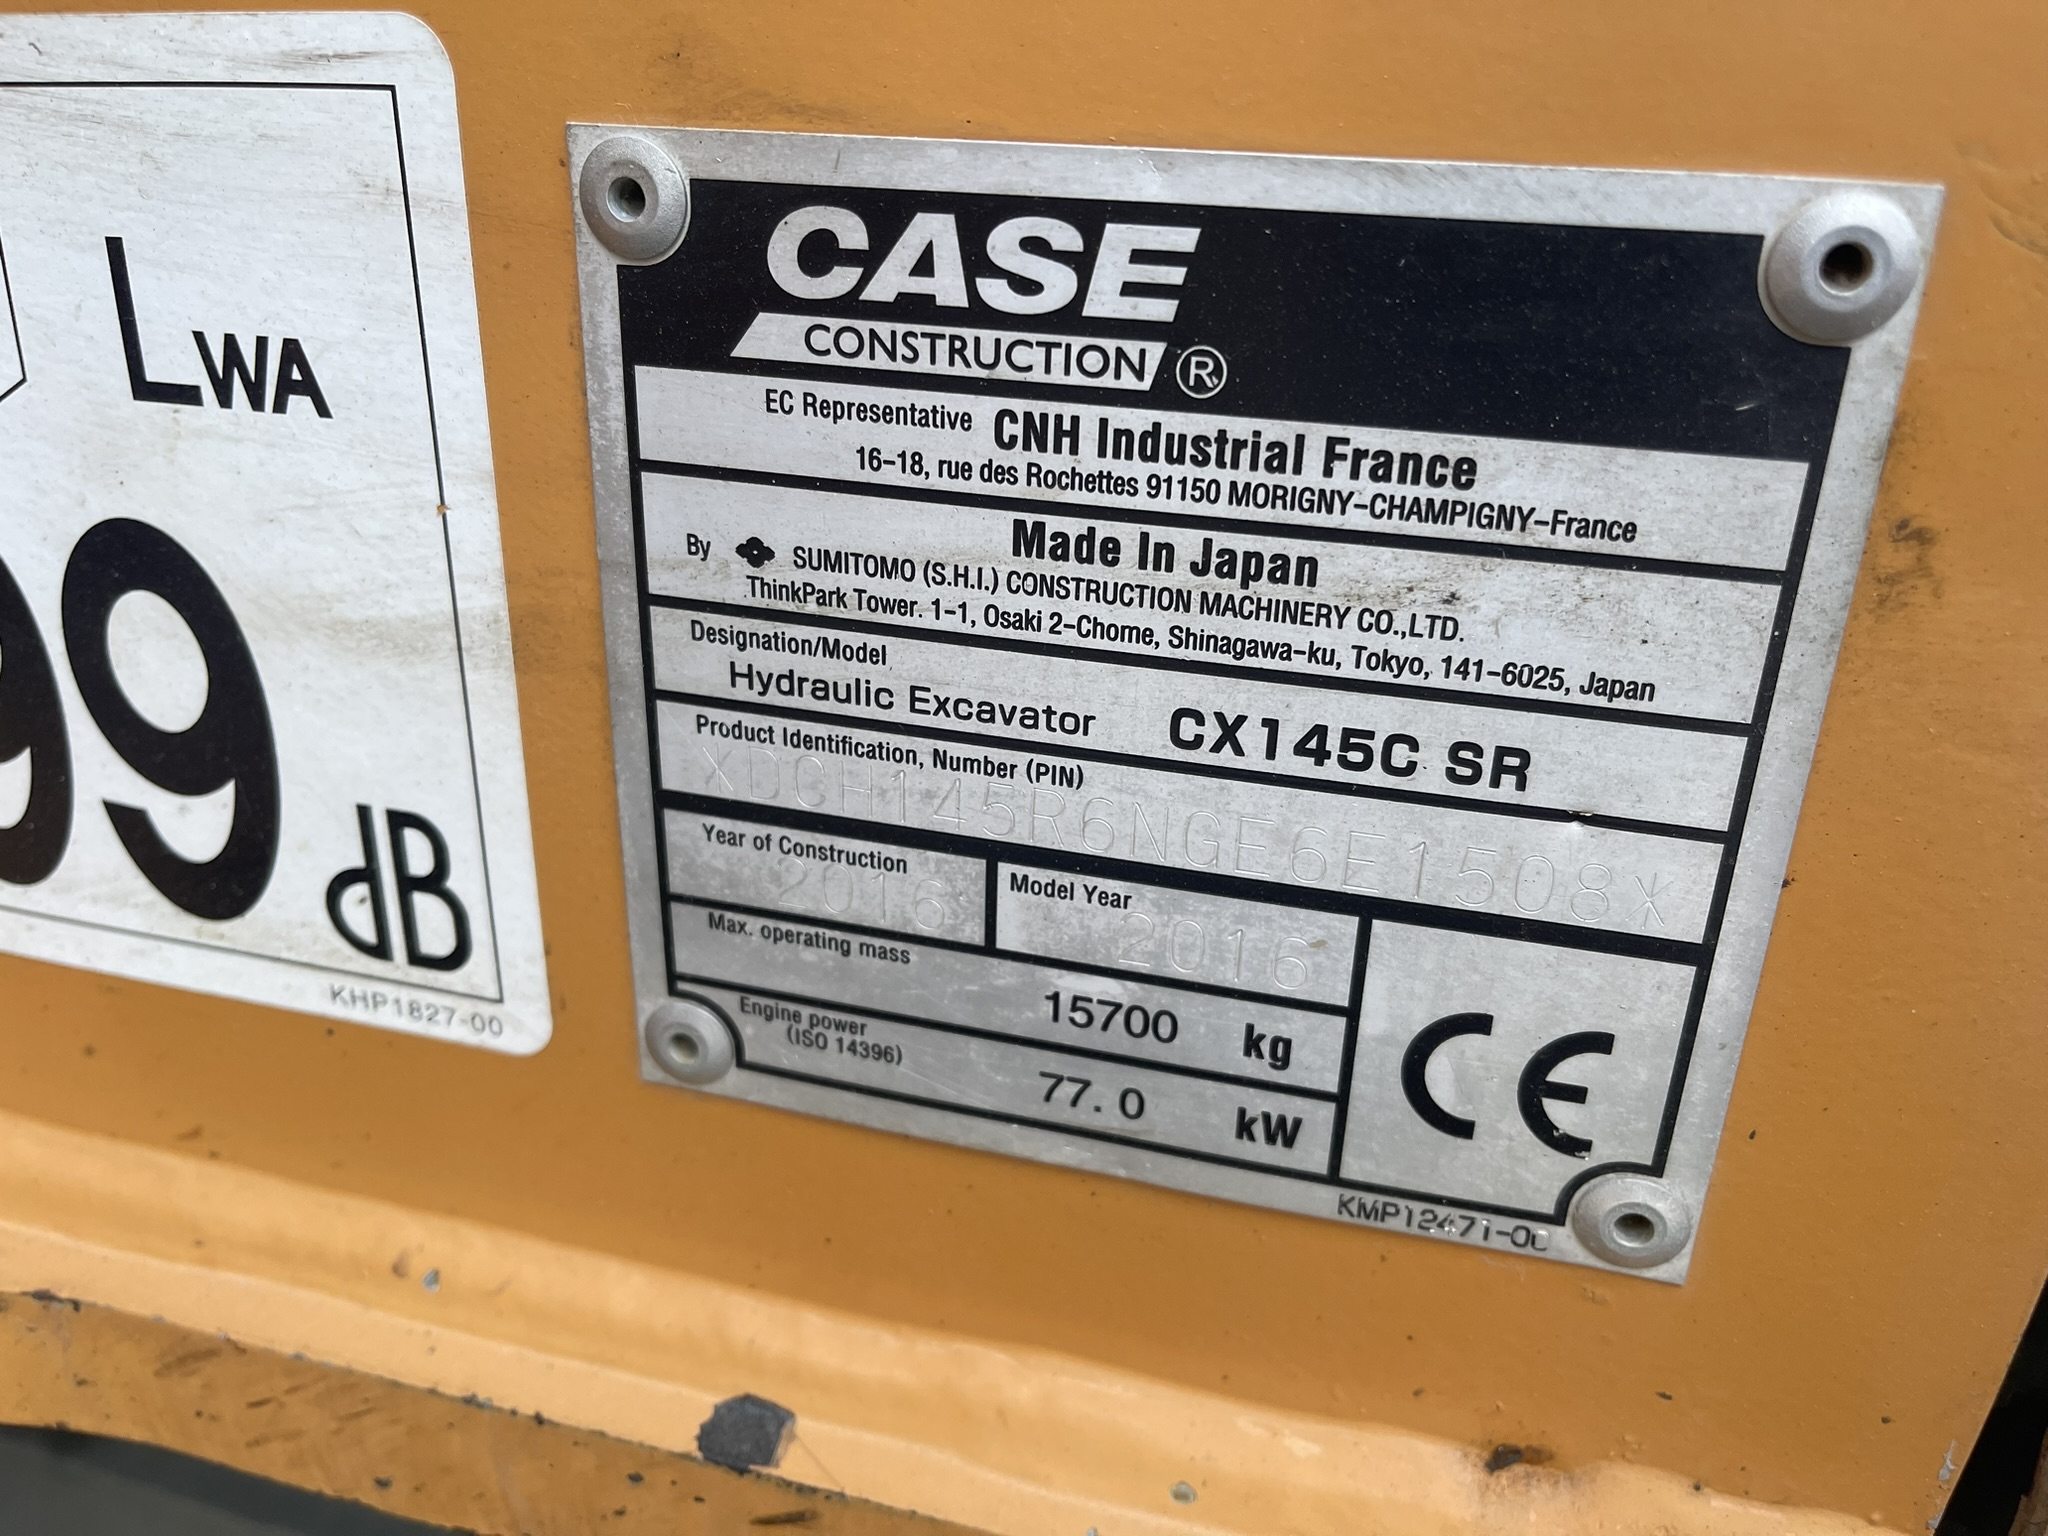 LWA
99
dB
KHP1827-00
CASE
CONSTRUCTION ®
EC Representative CNH Industrial France
16-18, rue des Rochettes 91150 MORIGNY-CHAMPIGNY-France
Made In Japan
By SUMITOMO (S.H.I.) CONSTRUCTION MACHINERY CO.,LTD.
ThinkPark Tower. 1-1, Osaki 2-Chome, Shinagawa-ku, Tokyo, 141-6025, Japan
Designation/Model
Hydraulic Excavator CX145C SR
Product Identification, Number (PIN)
*DCH145R6NGE6E1508*
Year of Construction
2016
Model Year
2016
Max. operating mass
15700 kg
Engine power
(ISO 14396)
77.0 kW
CE
KMP12471-00